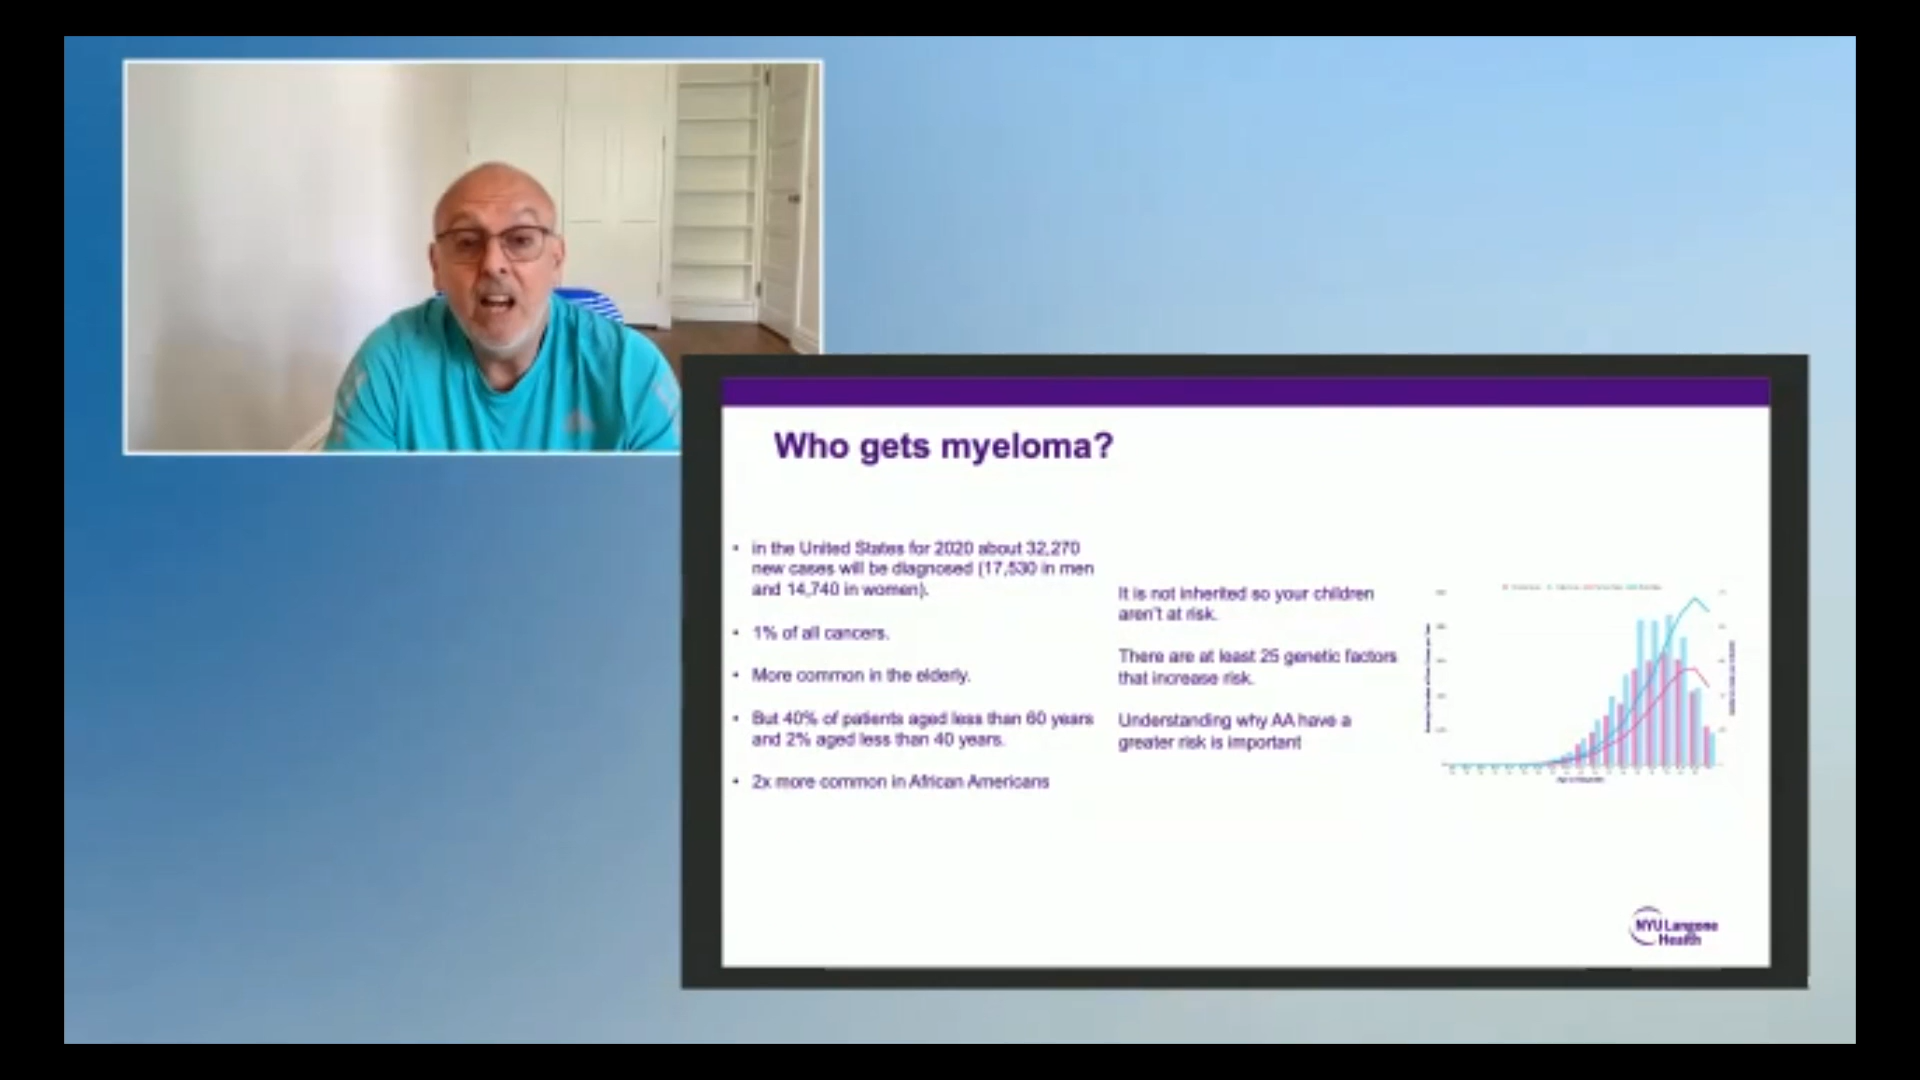 Who gets myeloma?
• in the United States for 2020 about 32,270
new cases will be diagnosed (17,530 in men
and 14,740 in women).
• 1% of all cancers.
• More common in the elderly.
• But 40% of patients aged less than 60 years
and 2% aged less than 40 years.
• 2x more common in African Americans
It is not inherited so your children
aren't at risk.
There are at least 25 genetic factors
that increase risk.
Understanding why AA have a
greater risk is important
NYU Langone
Health